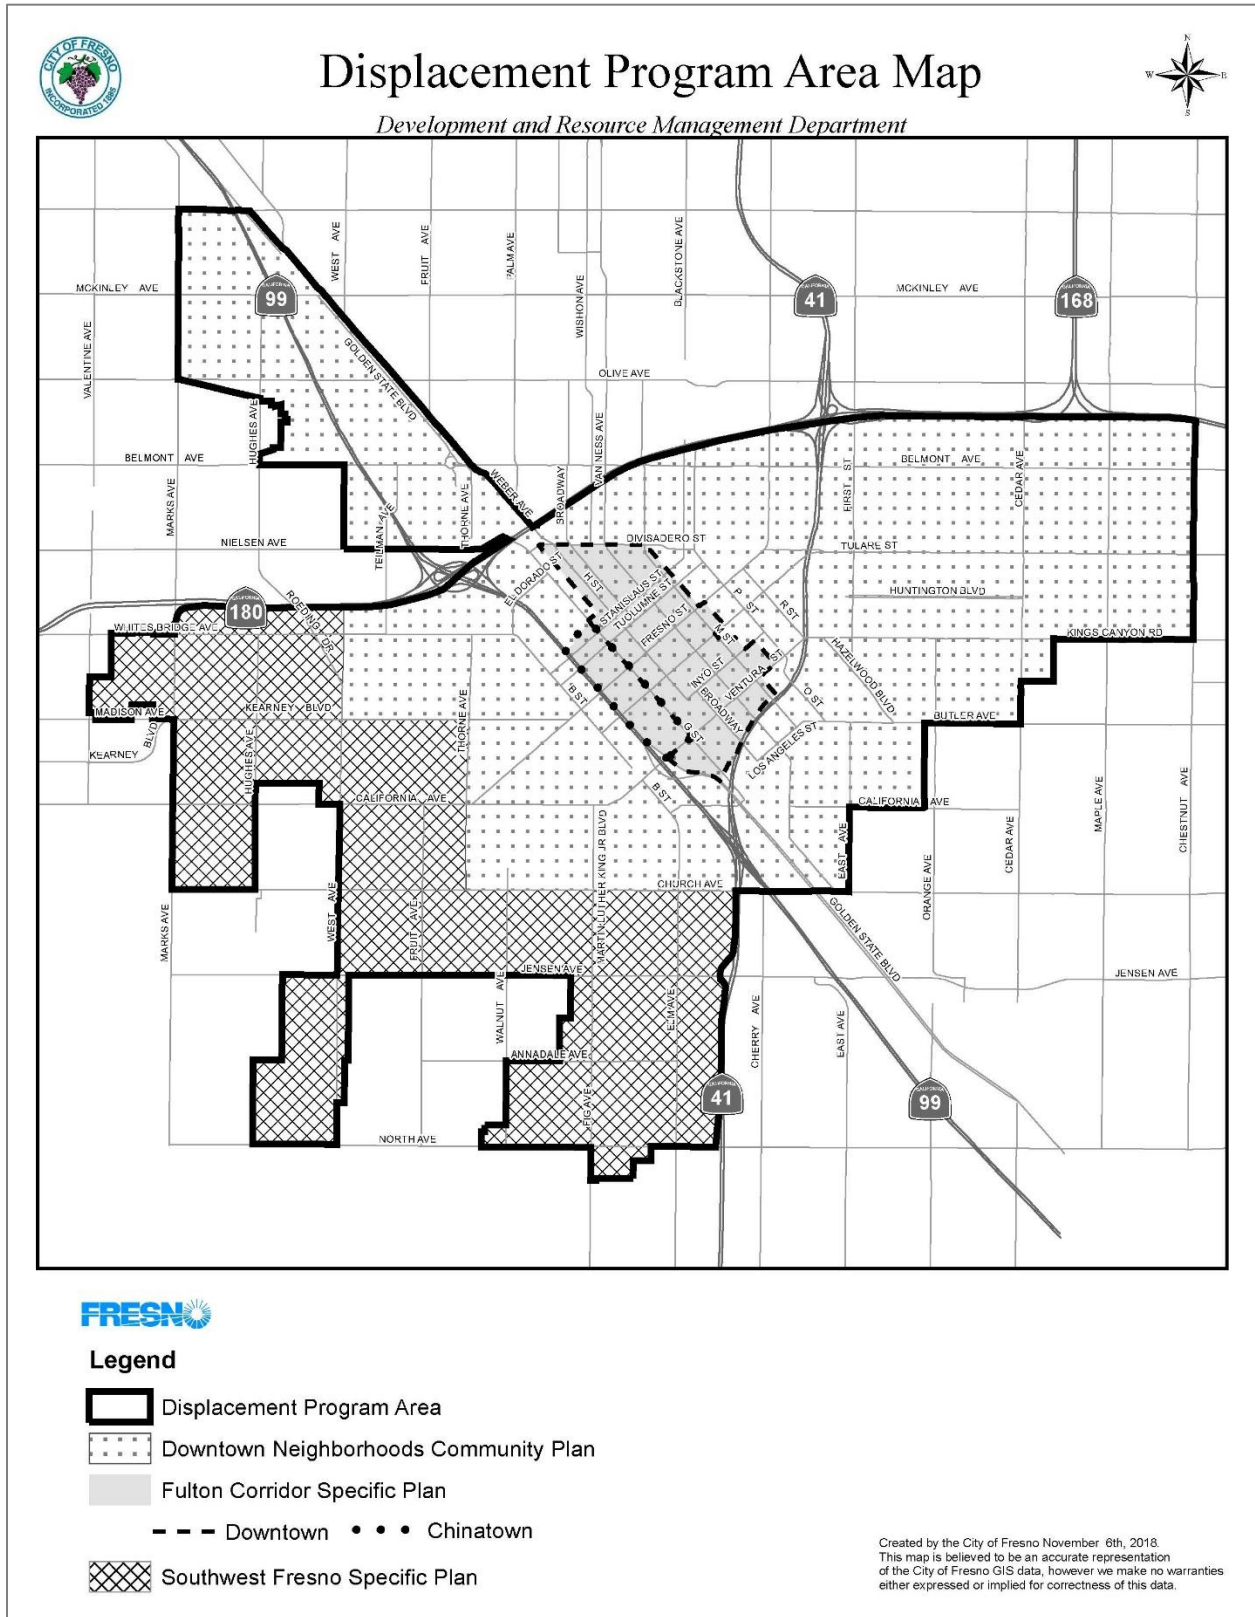 CITY OF FRESNO
INCORPORATED 1885
Displacement Program Area Map
Development and Resource Management Department
N
W
E
S
WEST AVE
FRUIT AVE
PALM AVE
WISHON AVE
BLACKSTONE AVE
MCKINLEY AVE
CALIFORNIA
99
CALIFORNIA
41
MCKINLEY AVE
CALIFORNIA
168
VALENTINE AVE
GOLDEN STATE BLVD
OLIVE AVE
HUGHES AVE
VAN NESS AVE
BELMONT AVE
BELMONT AVE
MARKS AVE
WEBER AVE
BROADWAY
FIRST ST
CEDAR AVE
TEILMAN AVE
THORNE AVE
NIELSEN AVE
DIVISADERO ST
TULARE ST
EL DORADO ST
H ST
STANISLAUS ST
TUOLUMNE ST
P ST
HUNTINGTON BLVD
CALIFORNIA
180
ROEDING DR
FRESNO ST
R ST
M ST
WHITES BRIDGE AVE
KINGS CANYON RD
HAZELWOOD BLVD
INYO ST
VENTURA ST
B ST
BROADWAY
O ST
MADISON AVE
KEARNEY BLVD
THORNE AVE
G ST
BUTLER AVE
KEARNEY BLVD
HUGHES AVE
LOS ANGELES ST
B ST
CALIFORNIA AVE
CALIFORNIA AVE
MAPLE AVE
CHESTNUT AVE
MARTIN LUTHER KING JR BLVD
EAST AVE
CEDAR AVE
CHURCH AVE
ORANGE AVE
MARKS AVE
WEST AVE
FRUIT AVE
GOLDEN STATE BLVD
JENSEN AVE
JENSEN AVE
WALNUT AVE
ELM AVE
CHERRY AVE
EAST AVE
ANNADALE AVE
CALIFORNIA
41
CALIFORNIA
99
FIG AVE
NORTH AVE
FRESNO
Legend
Displacement Program Area
Downtown Neighborhoods Community Plan
Fulton Corridor Specific Plan
Downtown
Chinatown
Southwest Fresno Specific Plan
Created by the City of Fresno November 6th, 2018.
This map is believed to be an accurate representation
of the City of Fresno GIS data, however we make no warranties
either expressed or implied for correctness of this data.